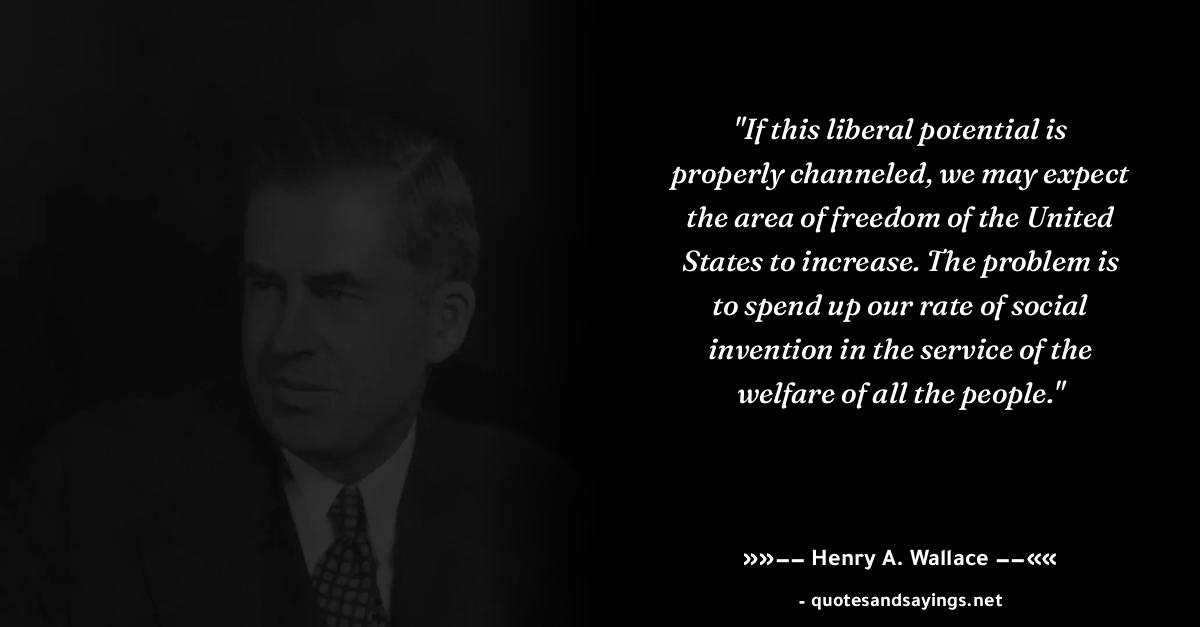 "If this liberal potential is
properly channeled, we may expect
the area of freedom of the United
States to increase. The problem is
to spend up our rate of social
invention in the service of the
welfare of all the people."
»»−− Henry A. Wallace −−««
- quotesandsayings.net